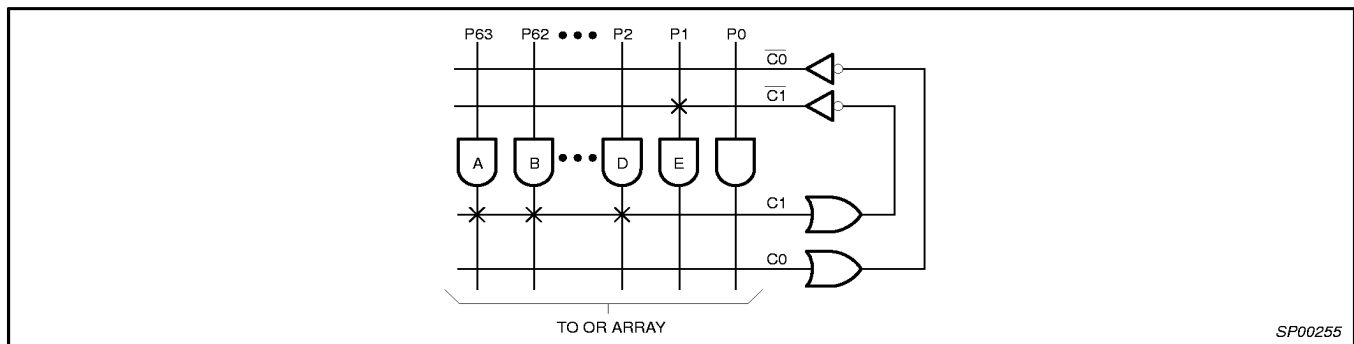 P63 P62 ••• P2 P1 P0
C0
C1
A B ••• D E
C1
C0
TO OR ARRAY
SP00255